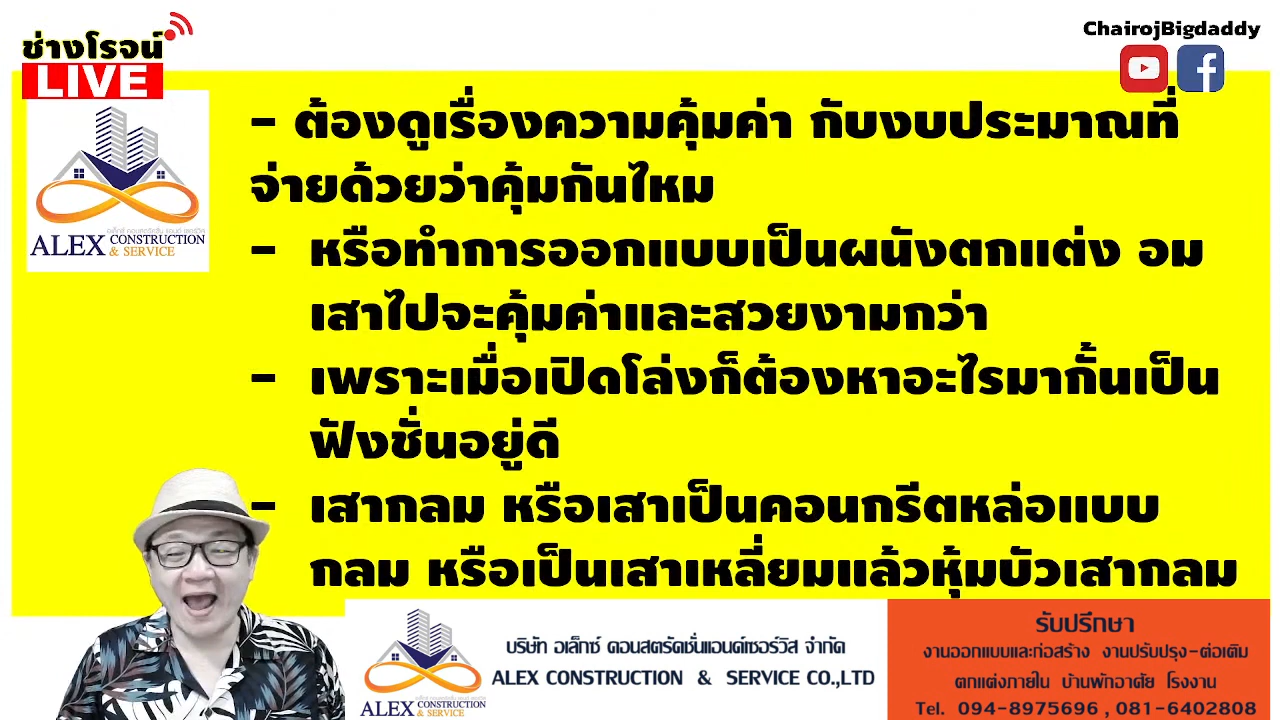 ช่างโรจน์
LIVE
ChairojBigdaddy
ALEX CONSTRUCTION
& SERVICE
- ต้องดูเรื่องความคุ้มค่า กับงบประมาณที่
จ่ายด้วยว่าคุ้มกันไหม
- หรือทำการออกแบบเป็นผนังตกแต่ง อม
เสาไปจะคุ้มค่าและสวยงามกว่า
- เพราะเมื่อเปิดโล่งก็ต้องหาอะไรมากั้นเป็น
ฟังชั่นอยู่ดี
- เสากลม หรือเสาเป็นคอนกรีตหล่อแบบ
กลม หรือเป็นเสาเหลี่ยมแล้วหุ้มบัวเสากลม
ALEX CONSTRUCTION
& SERVICE
บริษัท อเล็กซ์ คอนสตรัคชั่นแอนด์เซอร์วิส จำกัด
ALEX CONSTRUCTION & SERVICE CO.,LTD
รับปรึกษา
งานออกแบบและก่อสร้าง งานปรับปรุง-ต่อเติม
ตกแต่งภายใน บ้านพักอาศัย โรงงาน
Tel. 094-8975696 , 081-6402808